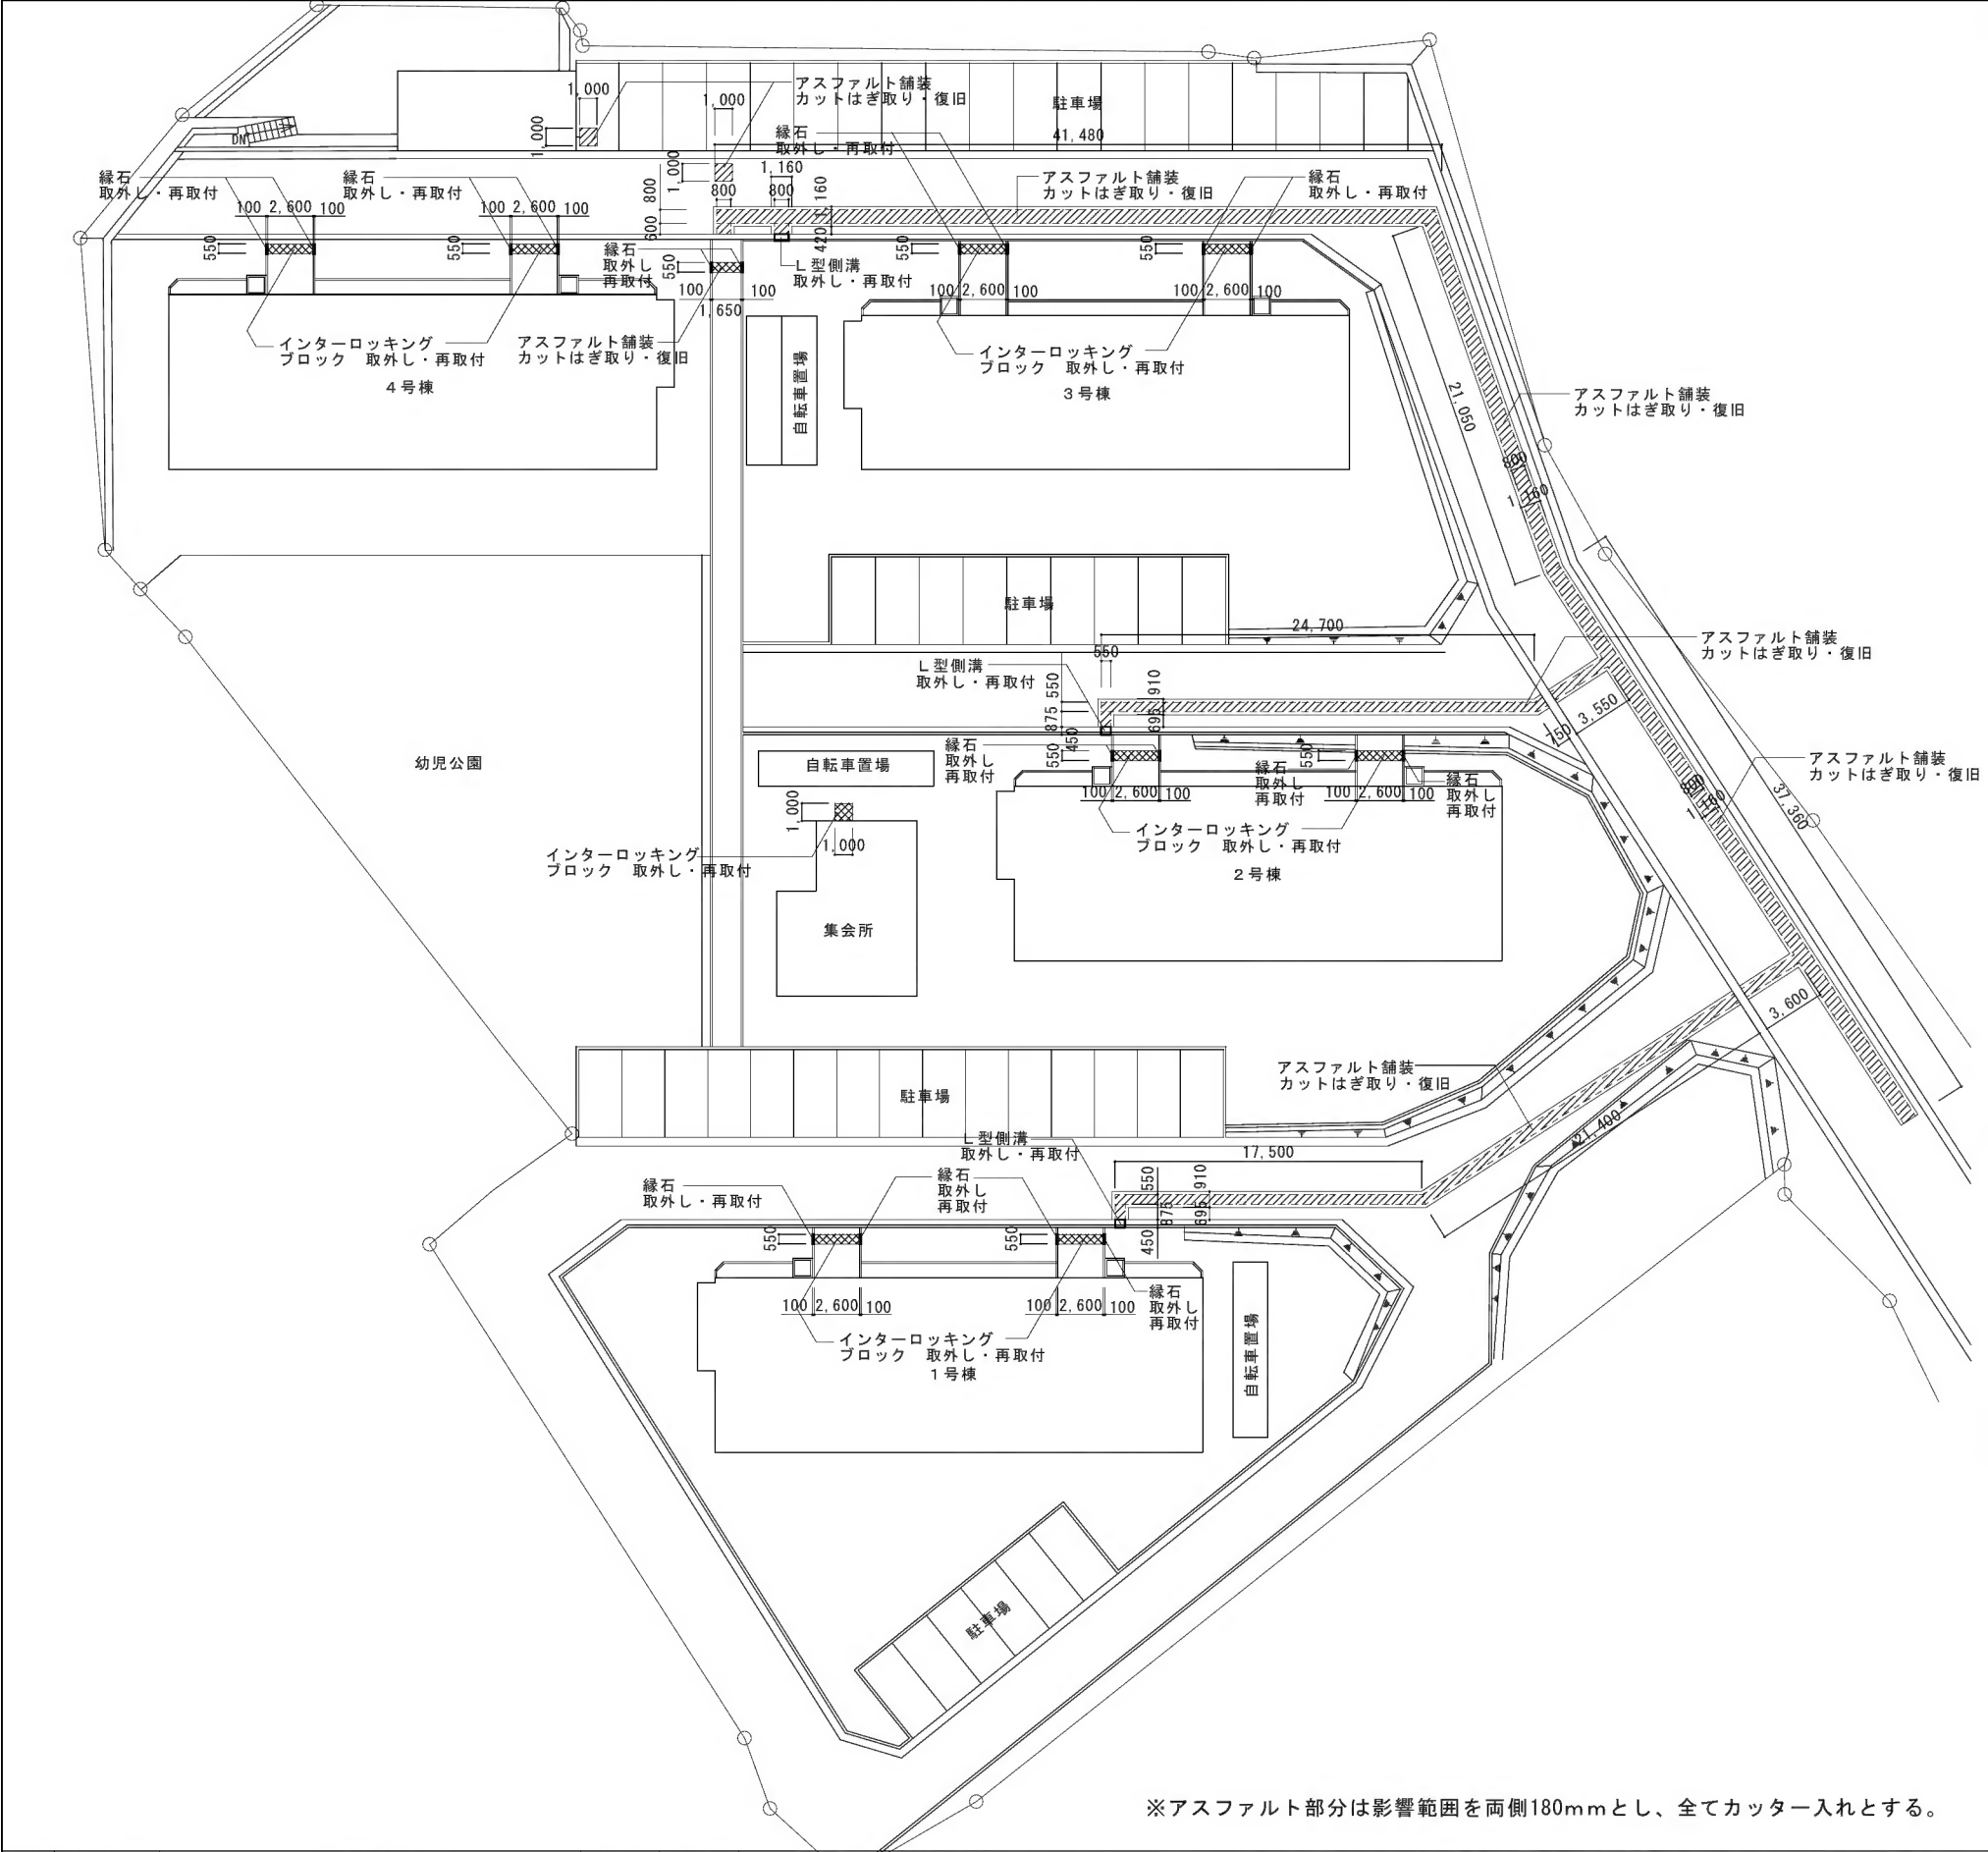 アスファルト舗装
カットはぎ取り・復旧
1,000
1,000
駐車場
41,480
縁石
取外し・再取付
1,000
DN
1,000
1,160
800
800
800
1,160
600
420
縁石
取外し・再取付
縁石
取外し・再取付
アスファルト舗装
カットはぎ取り・復旧
縁石
取外し・再取付
100 2,600 100
100 2,600 100
550
550
縁石
取外し
再取付
550
L型側溝
取外し・再取付
550
550
100 100
1,650
100 2,600 100
100 2,600 100
インターロッキング
ブロック 取外し・再取付
アスファルト舗装
カットはぎ取り・復旧
4号棟
自転車置場
インターロッキング
ブロック 取外し・再取付
3号棟
21,050
アスファルト舗装
カットはぎ取り・復旧
800
1,160
駐車場
24,700
アスファルト舗装
カットはぎ取り・復旧
L型側溝
取外し・再取付
550
550
910
875
695
450
550
3,550
750
幼児公園
自転車置場
縁石
取外し
再取付
550
縁石
取外し
再取付
縁石
取外し
再取付
アスファルト舗装
カットはぎ取り・復旧
37,360
100 2,600 100
100 2,600 100
1,000
1,000
インターロッキング
ブロック 取外し・再取付
インターロッキング
ブロック 取外し・再取付
2号棟
集会所
3,600
アスファルト舗装
カットはぎ取り・復旧
駐車場
21,400
L型側溝
取外し・再取付
17,500
550
910
875
695
450
縁石
取外し・再取付
縁石
取外し
再取付
550
550
縁石
取外し
再取付
100 2,600 100
100 2,600 100
インターロッキング
ブロック 取外し・再取付
1号棟
自転車置場
駐車場
※アスファルト部分は影響範囲を両側180mmとし、全てカッター入れとする。